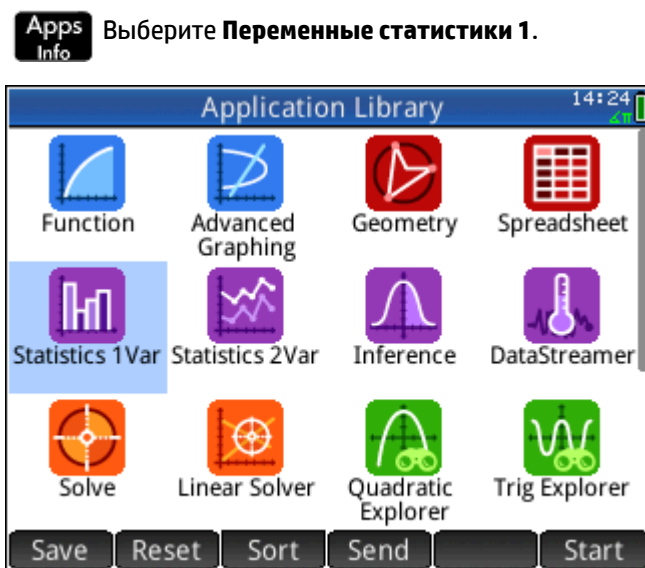 Apps
Info
Выберите Переменные статистики 1.
Application Library
14:24
∡π
Function
Advanced
Graphing
Geometry
Spreadsheet
Statistics 1Var
Statistics 2Var
Inference
DataStreamer
Solve
Linear Solver
Quadratic
Explorer
Trig Explorer
Save
Reset
Sort
Send
Start